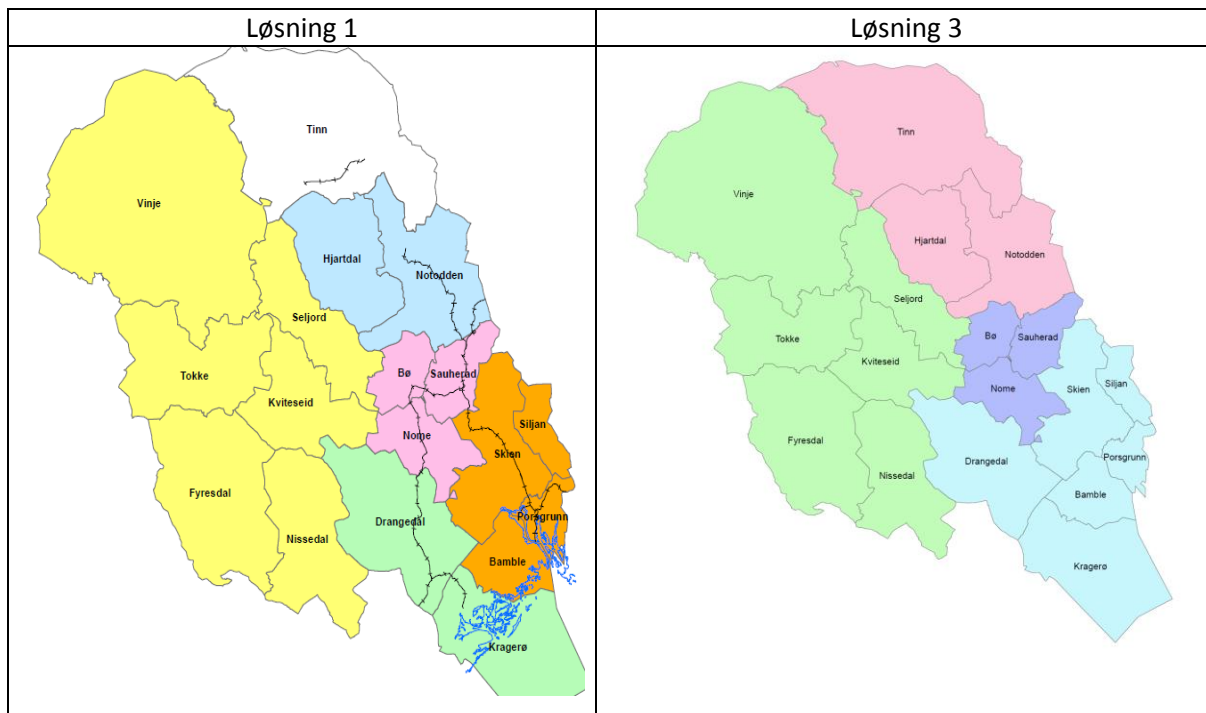 Løsning 1
Løsning 3
Tinn
Vinje
Hjartdal
Notodden
Seljord
Bø
Sauherad
Tokke
Kviteseid
Nome
Siljan
Skien
Fyresdal
Drangedal
Porsgrunn
Nissedal
Bamble
Kragerø
Tinn
Vinje
Hjartdal
Notodden
Seljord
Bø
Sauherad
Tokke
Kviteseid
Nome
Skien
Siljan
Fyresdal
Drangedal
Porsgrunn
Nissedal
Bamble
Kragerø